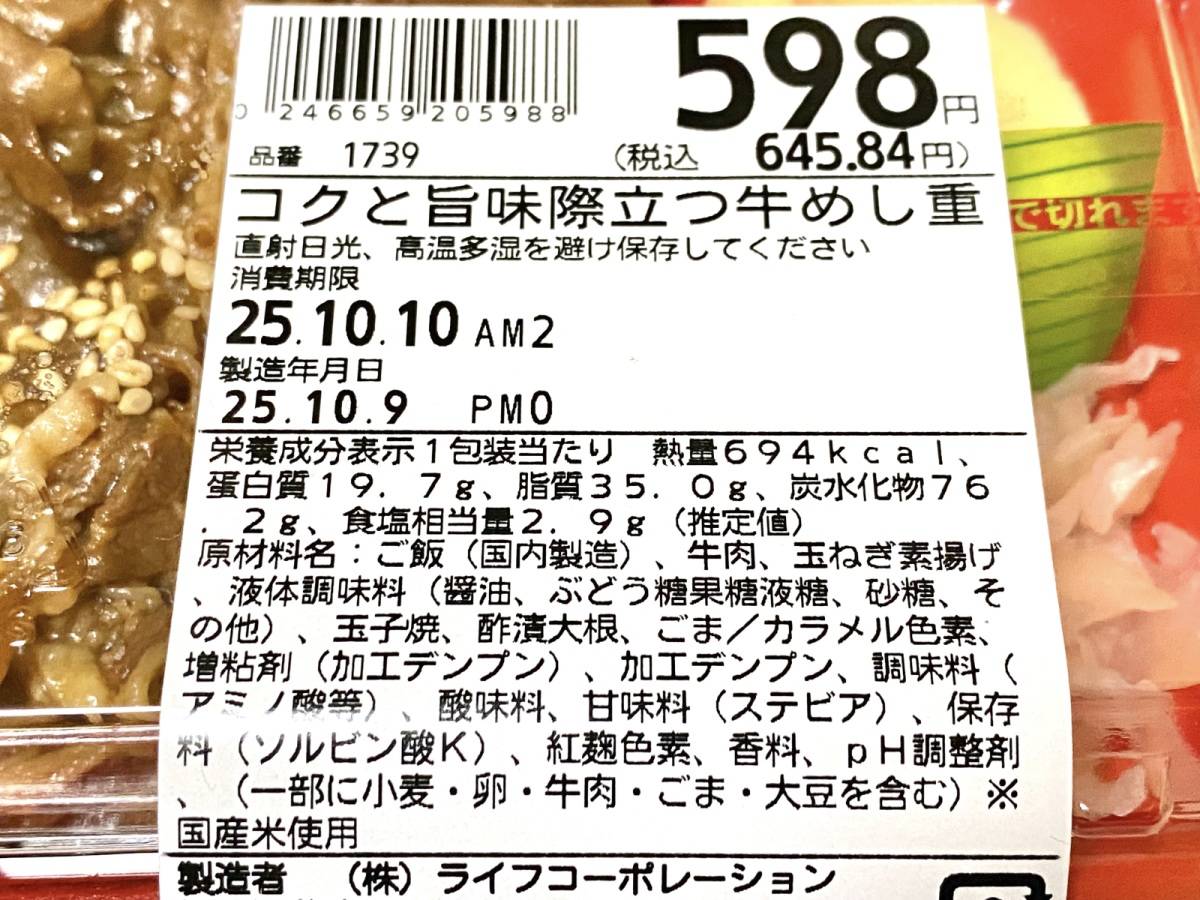 598円
0 246659 205988
品番 1739 (税込 645.84円)
コクと旨味際立つ牛めし重
直射日光、高温多湿を避け保存してください
消費期限
25.10.10 AM2
製造年月日
25.10.9 PM0
栄養成分表示1包装当たり 熱量694kcal、
蛋白質19.7g、脂質35.0g、炭水化物76
.2g、食塩相当量2.9g(推定値)
原材料名:ご飯(国内製造)、牛肉、玉ねぎ素揚げ
、液体調味料(醤油、ぶどう糖果糖液糖、砂糖、そ
の他)、玉子焼、酢漬大根、ごま/カラメル色素、
増粘剤(加工デンプン)、加工デンプン、調味料(
アミノ酸等)、酸味料、甘味料(ステビア)、保存
料(ソルビン酸K)、紅麹色素、香料、pH調整剤
、(一部に小麦・卵・牛肉・ごま・大豆を含む)※
国産米使用
製造者 (株)ライフコーポレーション
で切れます